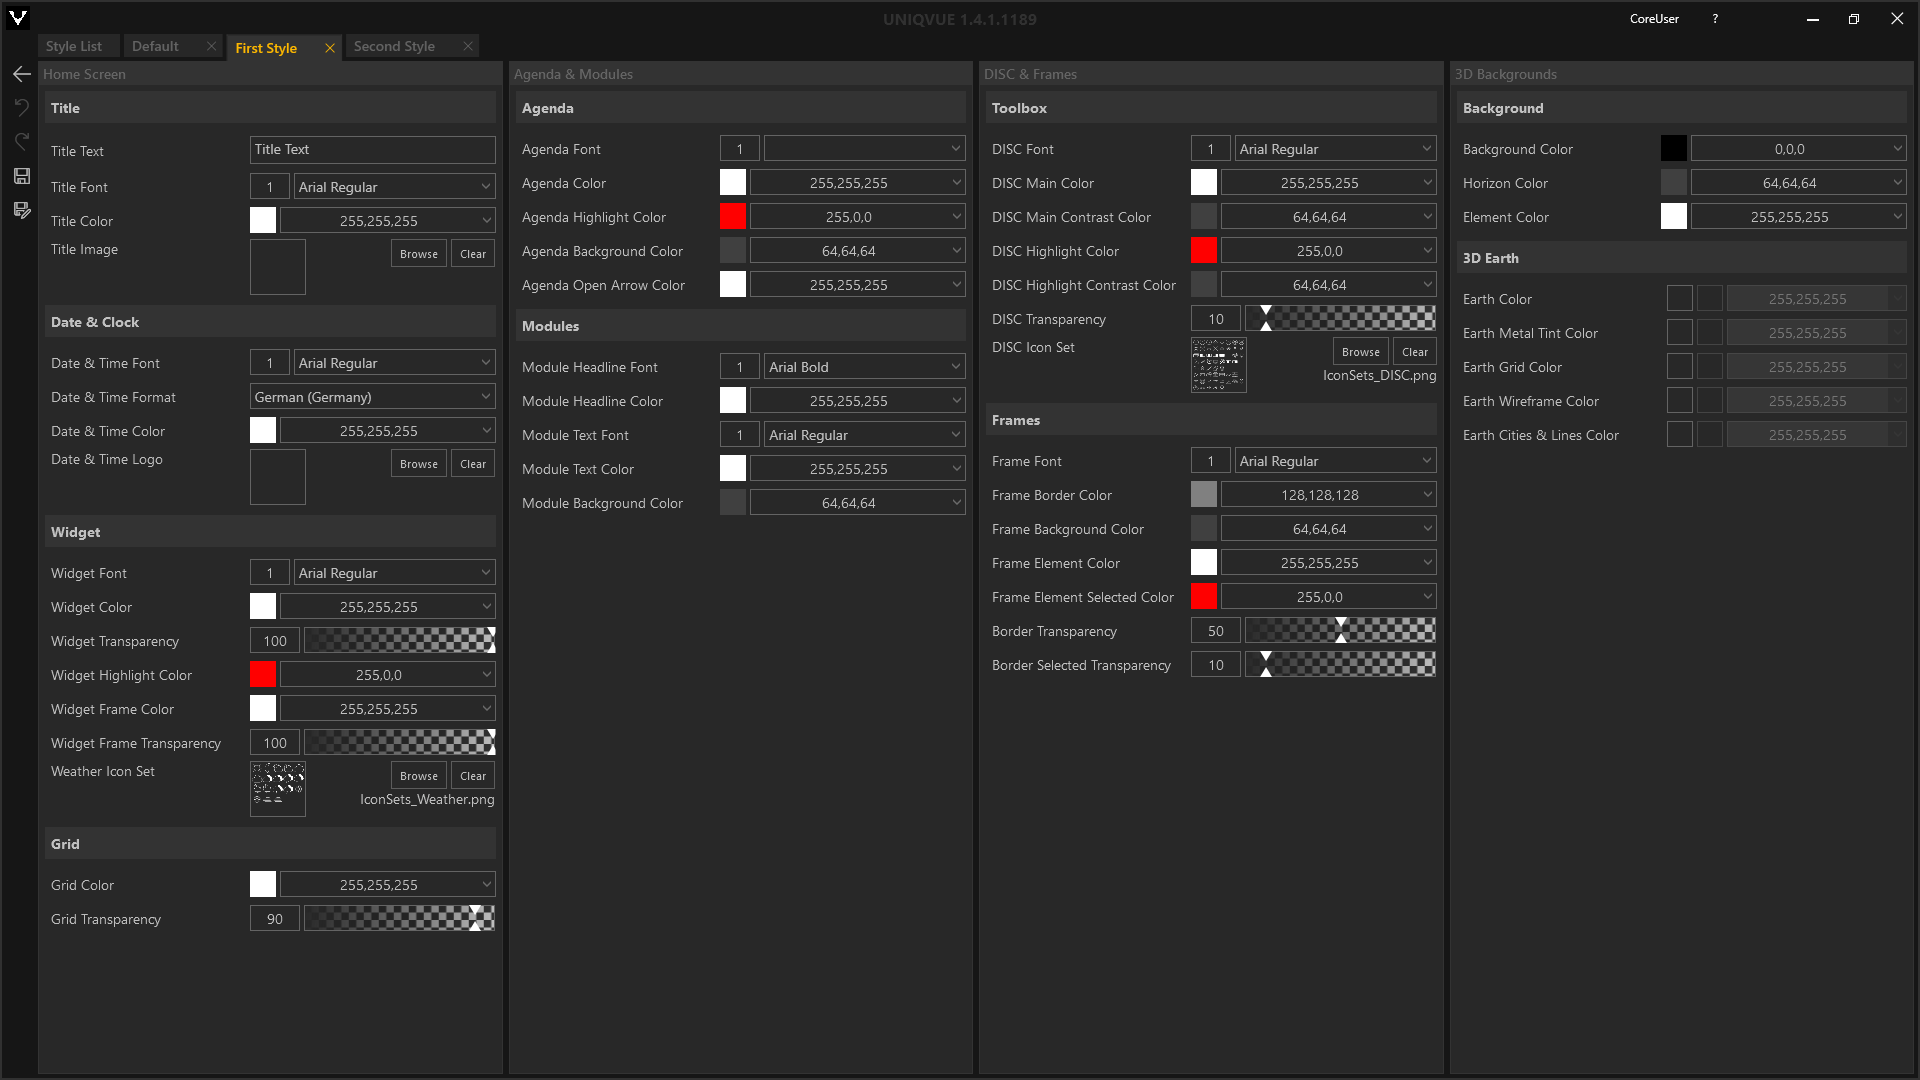 UNIQVUE 1.4.1.1189
CoreUser ?
Style List Default First Style Second Style
Home Screen
Title
Title Text Title Text
Title Font 1 Arial Regular
Title Color 255,255,255
Title Image Browse Clear
Date & Clock
Date & Time Font 1 Arial Regular
Date & Time Format German (Germany)
Date & Time Color 255,255,255
Date & Time Logo Browse Clear
Widget
Widget Font 1 Arial Regular
Widget Color 255,255,255
Widget Transparency 100
Widget Highlight Color 255,0,0
Widget Frame Color 255,255,255
Widget Frame Transparency 100
Weather Icon Set Browse Clear
IconSets_Weather.png
Grid
Grid Color 255,255,255
Grid Transparency 90
Agenda & Modules
Agenda
Agenda Font 1
Agenda Color 255,255,255
Agenda Highlight Color 255,0,0
Agenda Background Color 64,64,64
Agenda Open Arrow Color 255,255,255
Modules
Module Headline Font 1 Arial Bold
Module Headline Color 255,255,255
Module Text Font 1 Arial Regular
Module Text Color 255,255,255
Module Background Color 64,64,64
DISC & Frames
Toolbox
DISC Font 1 Arial Regular
DISC Main Color 255,255,255
DISC Main Contrast Color 64,64,64
DISC Highlight Color 255,0,0
DISC Highlight Contrast Color 64,64,64
DISC Transparency 10
DISC Icon Set Browse Clear
IconSets_DISC.png
Frames
Frame Font 1 Arial Regular
Frame Border Color 128,128,128
Frame Background Color 64,64,64
Frame Element Color 255,255,255
Frame Element Selected Color 255,0,0
Border Transparency 50
Border Selected Transparency 10
3D Backgrounds
Background
Background Color 0,0,0
Horizon Color 64,64,64
Element Color 255,255,255
3D Earth
Earth Color 255,255,255
Earth Metal Tint Color 255,255,255
Earth Grid Color 255,255,255
Earth Wireframe Color 255,255,255
Earth Cities & Lines Color 255,255,255